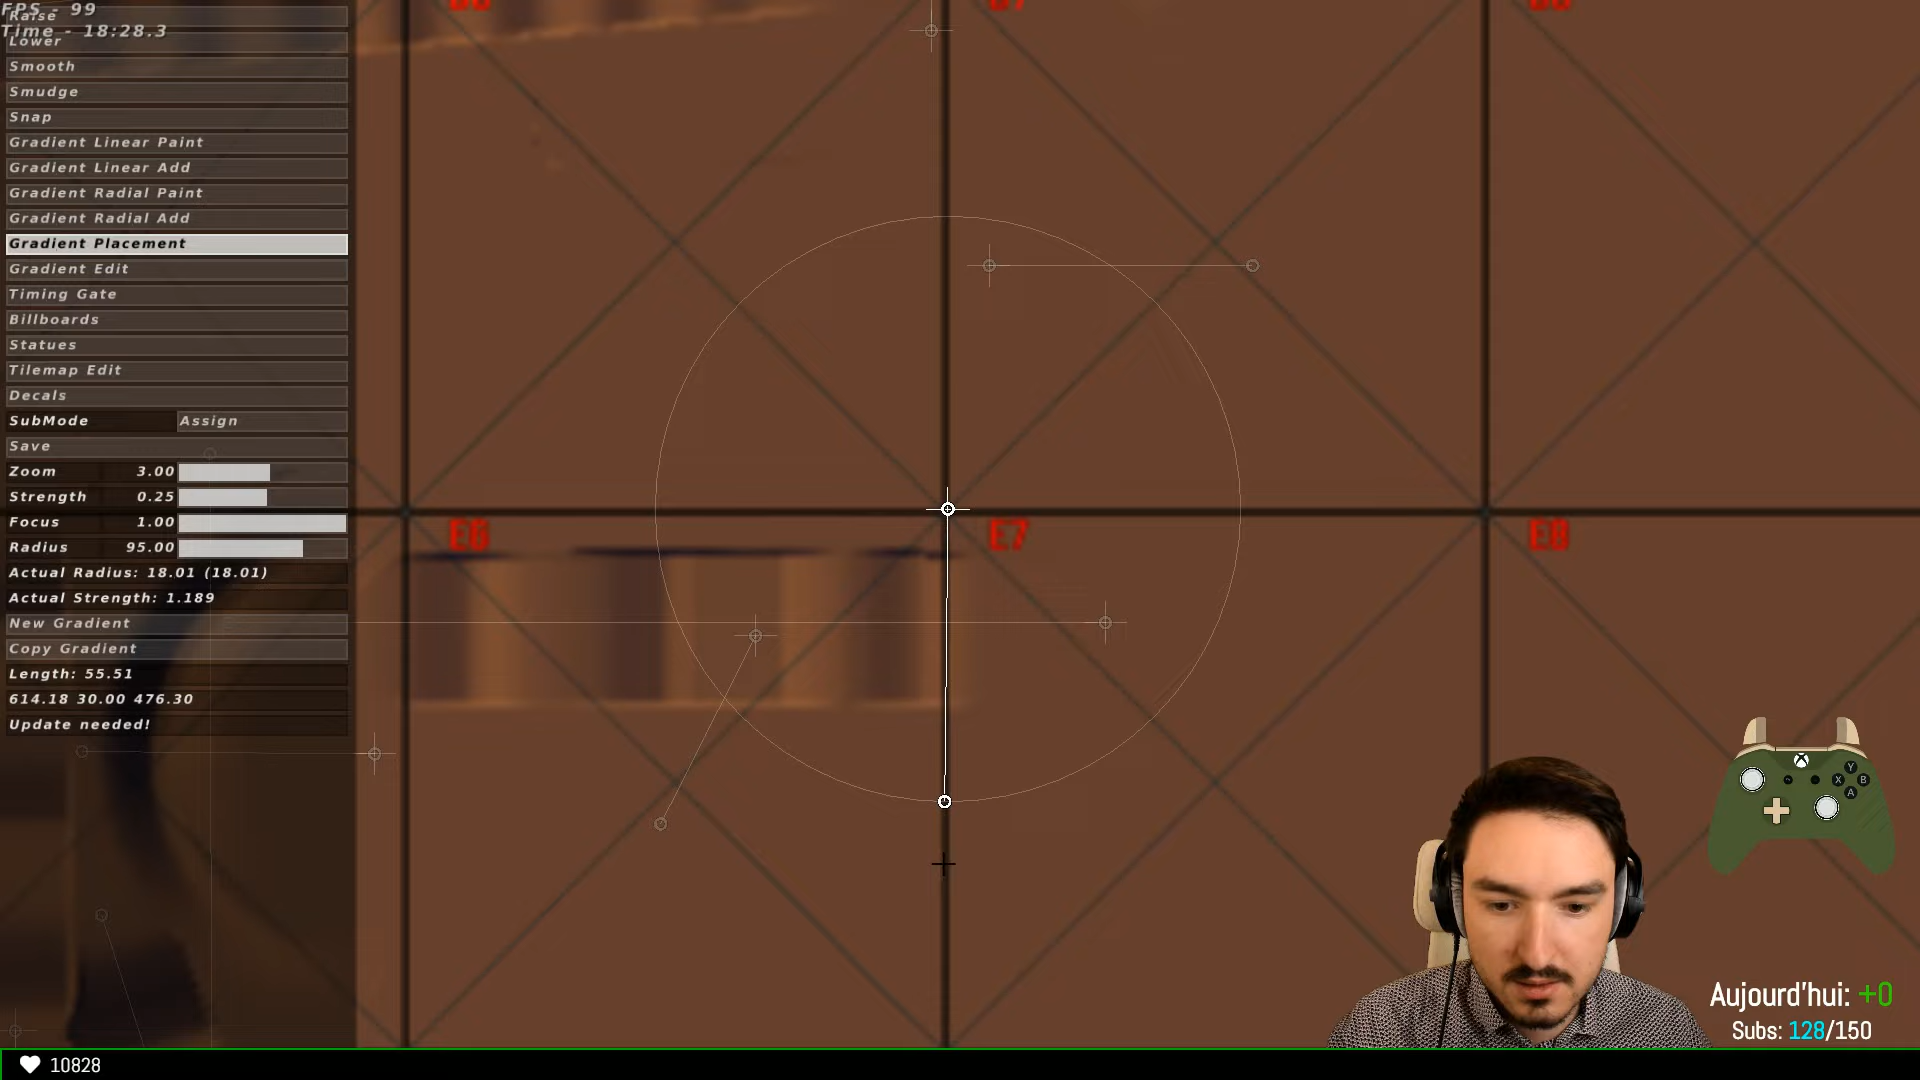 FPS - 99
Raise
Time - 18:28.3
Lower
Smooth
Smudge
Snap
Gradient Linear Paint
Gradient Linear Add
Gradient Radial Paint
Gradient Radial Add
Gradient Placement
Gradient Edit
Timing Gate
Billboards
Statues
Tilemap Edit
Decals
SubMode Assign
Save
Zoom 3.00
Strength 0.25
Focus 1.00
Radius 95.00
Actual Radius: 18.01 (18.01)
Actual Strength: 1.189
New Gradient
Copy Gradient
Length: 55.51
614.18 30.00 476.30
Update needed!
E6 E7 E8
Y
X B
A
Aujourd'hui: +0
Subs: 128/150
10828